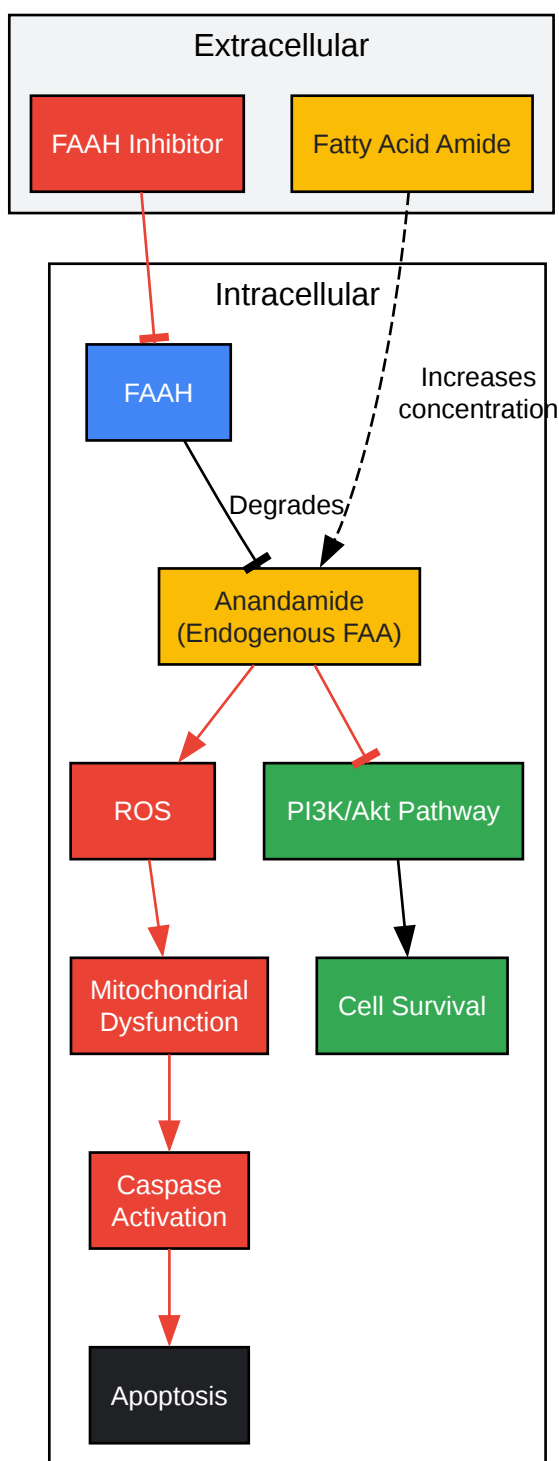 Extracellular
FAAH Inhibitor
Fatty Acid Amide
Intracellular
FAAH
Increases
concentration
Degrades
Anandamide
(Endogenous FAA)
ROS
PI3K/Akt Pathway
Mitochondrial
Dysfunction
Cell Survival
Caspase
Activation
Apoptosis